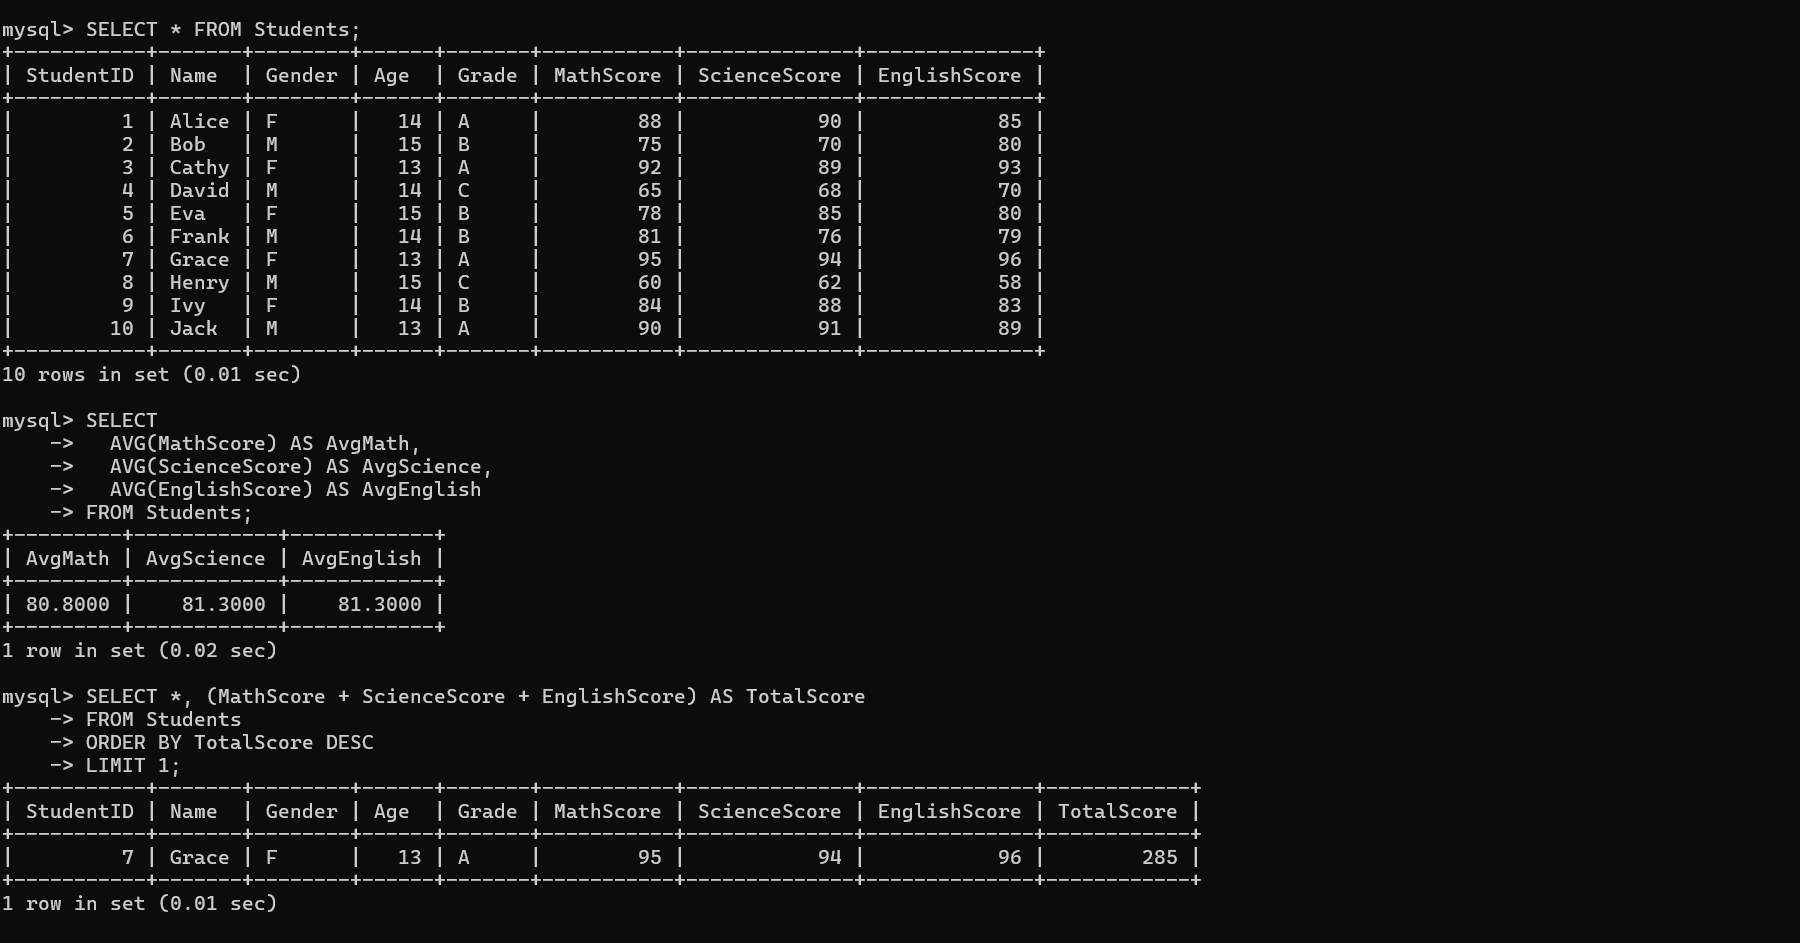 mysql> SELECT * FROM Students;
+-----------+-------+--------+------+-------+-----------+--------------+--------------+
| StudentID | Name  | Gender | Age  | Grade | MathScore | ScienceScore | EnglishScore |
+-----------+-------+--------+------+-------+-----------+--------------+--------------+
|         1 | Alice | F      |   14 | A     |        88 |           90 |           85 |
|         2 | Bob   | M      |   15 | B     |        75 |           70 |           80 |
|         3 | Cathy | F      |   13 | A     |        92 |           89 |           93 |
|         4 | David | M      |   14 | C     |        65 |           68 |           70 |
|         5 | Eva   | F      |   15 | B     |        78 |           85 |           80 |
|         6 | Frank | M      |   14 | B     |        81 |           76 |           79 |
|         7 | Grace | F      |   13 | A     |        95 |           94 |           96 |
|         8 | Henry | M      |   15 | C     |        60 |           62 |           58 |
|         9 | Ivy   | F      |   14 | B     |        84 |           88 |           83 |
|        10 | Jack  | M      |   13 | A     |        90 |           91 |           89 |
+-----------+-------+--------+------+-------+-----------+--------------+--------------+
10 rows in set (0.01 sec)

mysql> SELECT
    ->   AVG(MathScore) AS AvgMath,
    ->   AVG(ScienceScore) AS AvgScience,
    ->   AVG(EnglishScore) AS AvgEnglish
    -> FROM Students;
+---------+------------+------------+
| AvgMath | AvgScience | AvgEnglish |
+---------+------------+------------+
| 80.8000 |    81.3000 |    81.3000 |
+---------+------------+------------+
1 row in set (0.02 sec)

mysql> SELECT *, (MathScore + ScienceScore + EnglishScore) AS TotalScore
    -> FROM Students
    -> ORDER BY TotalScore DESC
    -> LIMIT 1;
+-----------+-------+--------+------+-------+-----------+--------------+--------------+------------+
| StudentID | Name  | Gender | Age  | Grade | MathScore | ScienceScore | EnglishScore | TotalScore |
+-----------+-------+--------+------+-------+-----------+--------------+--------------+------------+
|         7 | Grace | F      |   13 | A     |        95 |           94 |           96 |        285 |
+-----------+-------+--------+------+-------+-----------+--------------+--------------+------------+
1 row in set (0.01 sec)